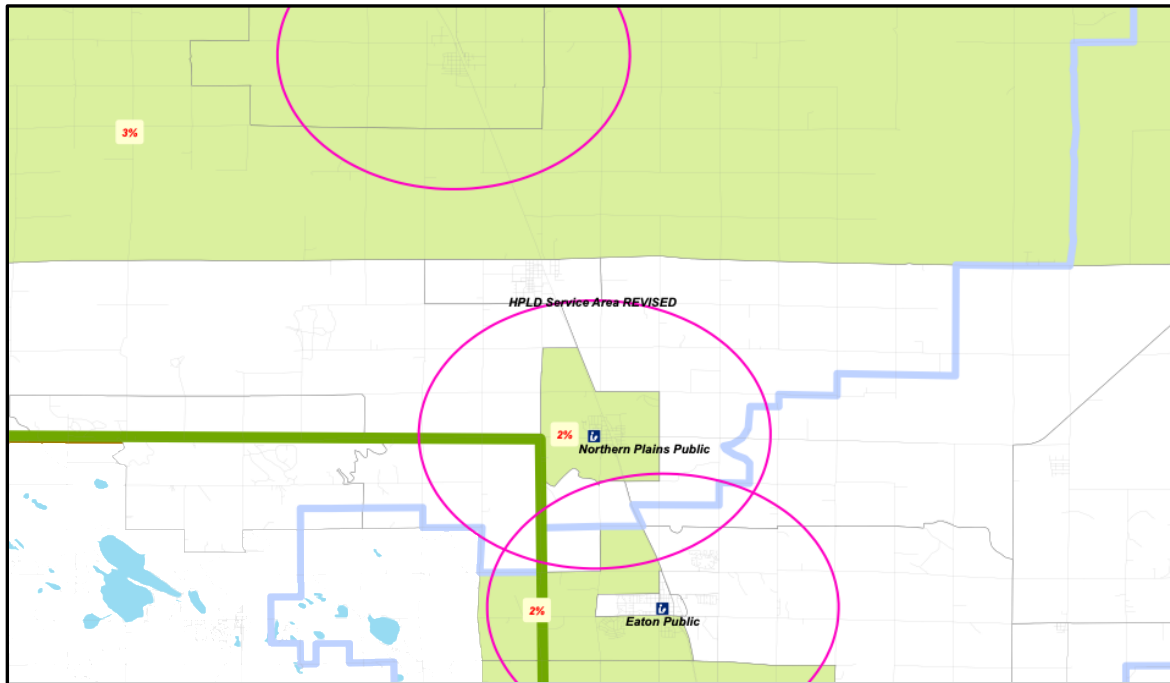 3%
HPLD Service Area REVISED
2%
Northern Plains Public
2%
Eaton Public